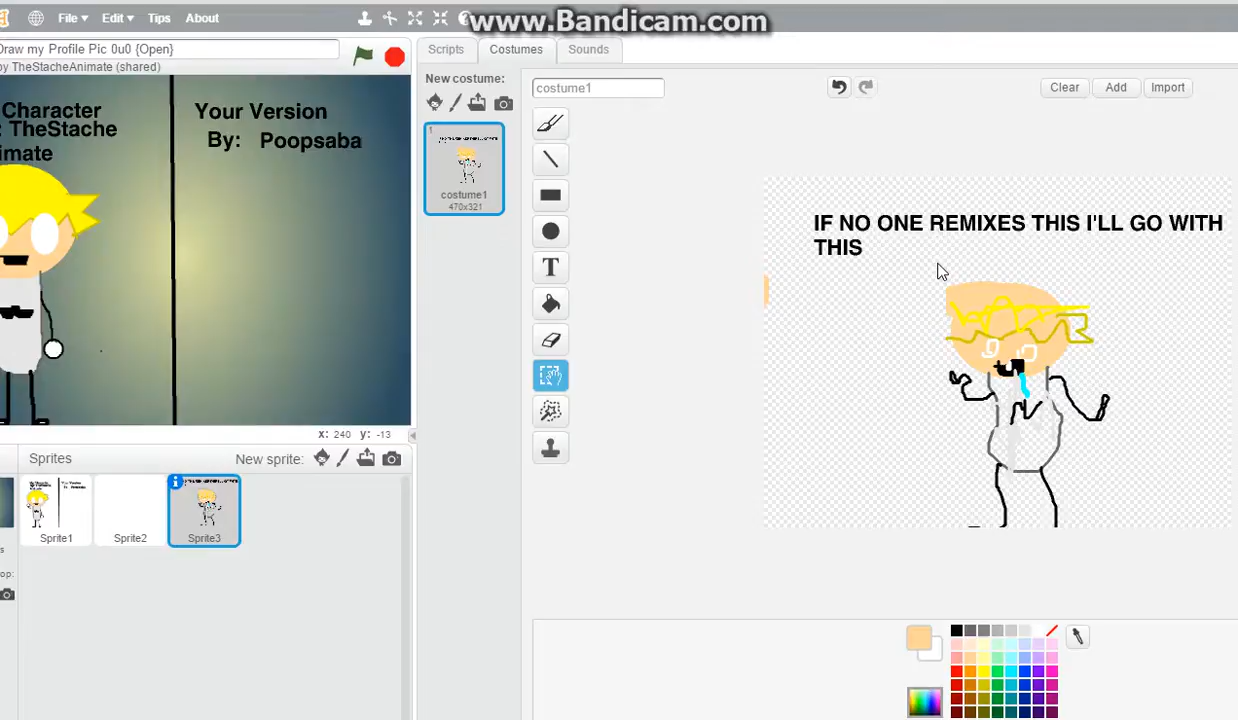 www.Bandicam.com
File Edit Tips About
Draw my Profile Pic 0u0 {Open}
by TheStacheAnimate (shared)
Scripts Costumes Sounds
New costume:
costume1
Clear Add Import
1
costume1
470x321
Character
: TheStache
imate
Your Version
By: Poopsaba
IF NO ONE REMIXES THIS I'LL GO WITH
THIS
x: 240 y: -13
Sprites New sprite:
Sprite1 Sprite2 Sprite3